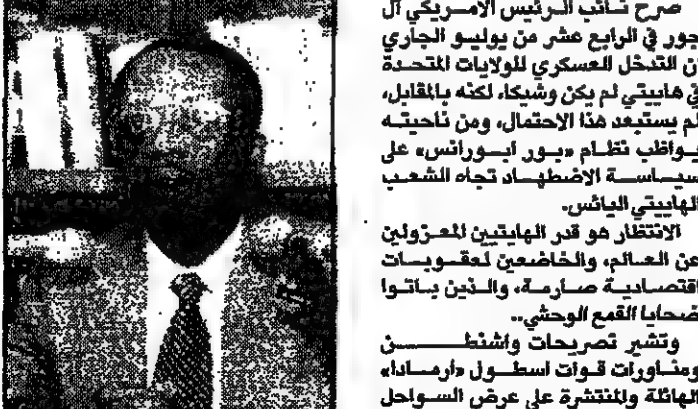 صرح نائب الرئيس الامريكي آل
جور في الرابع عشر من يوليو الجاري
ن التدخل العسكري للولايات المتحدة
في هاييتي لم يكن وشيكا، لكنه بالمقابل،
لم يستبعد هذا الاحتمال، ومن ناحيته
يواظب نظام «بور ابورانس» على
سياسة الاضطهاد تجاه الشعب
الهاييتي اليائس.
الانتظار هو قدر الهايتيين المعزولين
عن العالم، والخاضعين لعقوبات
اقتصادية صارمة، والذين باتوا
ضحايا القمع الوحشي..
وتشير تصريحات واشنطن
ومناورات قوات اسطول «ارمادا»
الهائلة والمنتشرة على عرض السواحل